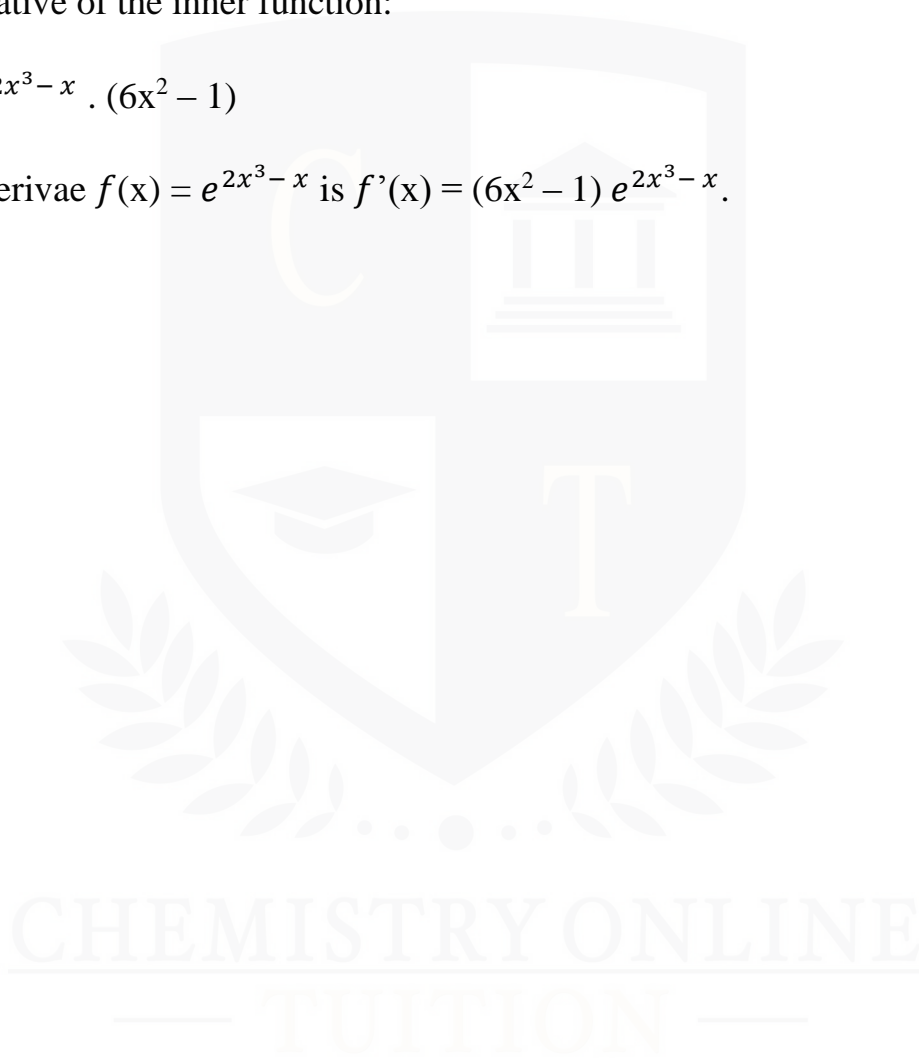 ative of the inner function:
2x³ – x . (6x² – 1)
erivae f(x) = e^{2x³ – x} is f’(x) = (6x² – 1) e^{2x³ – x}.
C
T
CHEMISTRY ONLINE
— TUITION —